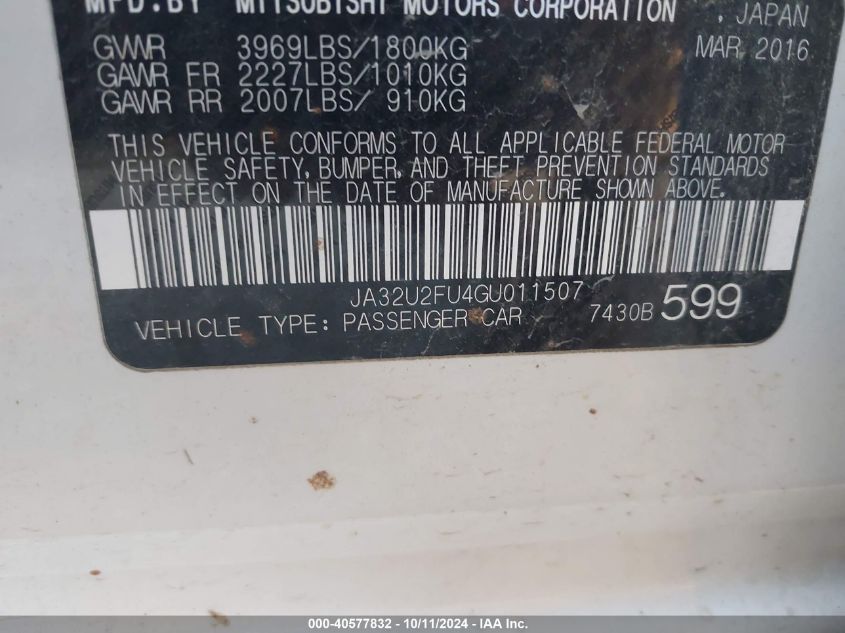 MFD.BY MITSUBISHI MOTORS CORPORATION , JAPAN
GVWR 3969LBS/1800KG MAR 2016
GAWR FR 2227LBS/1010KG
GAWR RR 2007LBS/ 910KG
THIS VEHICLE CONFORMS TO ALL APPLICABLE FEDERAL MOTOR
VEHICLE SAFETY, BUMPER, AND THEFT PREVENTION STANDARDS
IN EFFECT ON THE DATE OF MANUFACTURE SHOWN ABOVE.
JA32U2FU4GU011507
VEHICLE TYPE: PASSENGER CAR 7430B 599
000-40577832 - 10/11/2024 - IAA Inc.